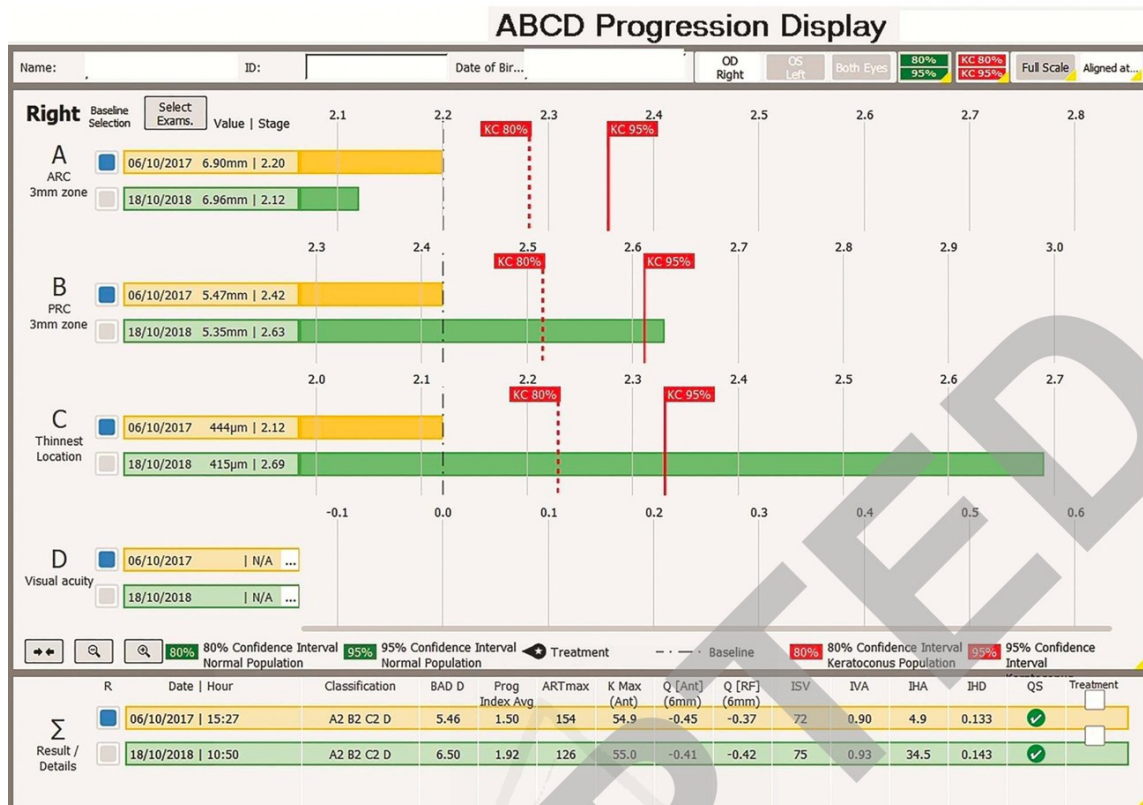 ABCD Progression Display
Name: ID: Date of Bir... OD Right OS Left Both Eyes 80% 95% KC 80% KC 95% Full Scale Aligned at...
Right Baseline Selection Select Exams. Value | Stage
2.1 2.2 2.3 2.4 2.5 2.6 2.7 2.8
KC 80% KC 95%
A
ARC
3mm zone
06/10/2017 6.90mm | 2.20
18/10/2018 6.96mm | 2.12
2.3 2.4 2.5 2.6 2.7 2.8 2.9 3.0
KC 80% KC 95%
B
PRC
3mm zone
06/10/2017 5.47mm | 2.42
18/10/2018 5.35mm | 2.63
2.0 2.1 2.2 2.3 2.4 2.5 2.6 2.7
KC 80% KC 95%
C
Thinnest
Location
06/10/2017 444µm | 2.12
18/10/2018 415µm | 2.69
-0.1 0.0 0.1 0.2 0.3 0.4 0.5 0.6
D
Visual acuity
06/10/2017 | N/A ...
18/10/2018 | N/A ...
80% 80% Confidence Interval Normal Population 95% 95% Confidence Interval Normal Population Treatment Baseline 80% 80% Confidence Interval Keratoconus Population 95% 95% Confidence Interval
R Date | Hour Classification BAD D Prog Index Avg ARTmax K Max (Ant) Q [Ant] (6mm) Q [RF] (6mm) ISV IVA IHA IHD QS Treatment
Σ
Result /
Details
06/10/2017 | 15:27 A2 B2 C2 D 5.46 1.50 154 54.9 -0.45 -0.37 72 0.90 4.9 0.133
18/10/2018 | 10:50 A2 B2 C2 D 6.50 1.92 126 55.0 -0.41 -0.42 75 0.93 34.5 0.143
PTED